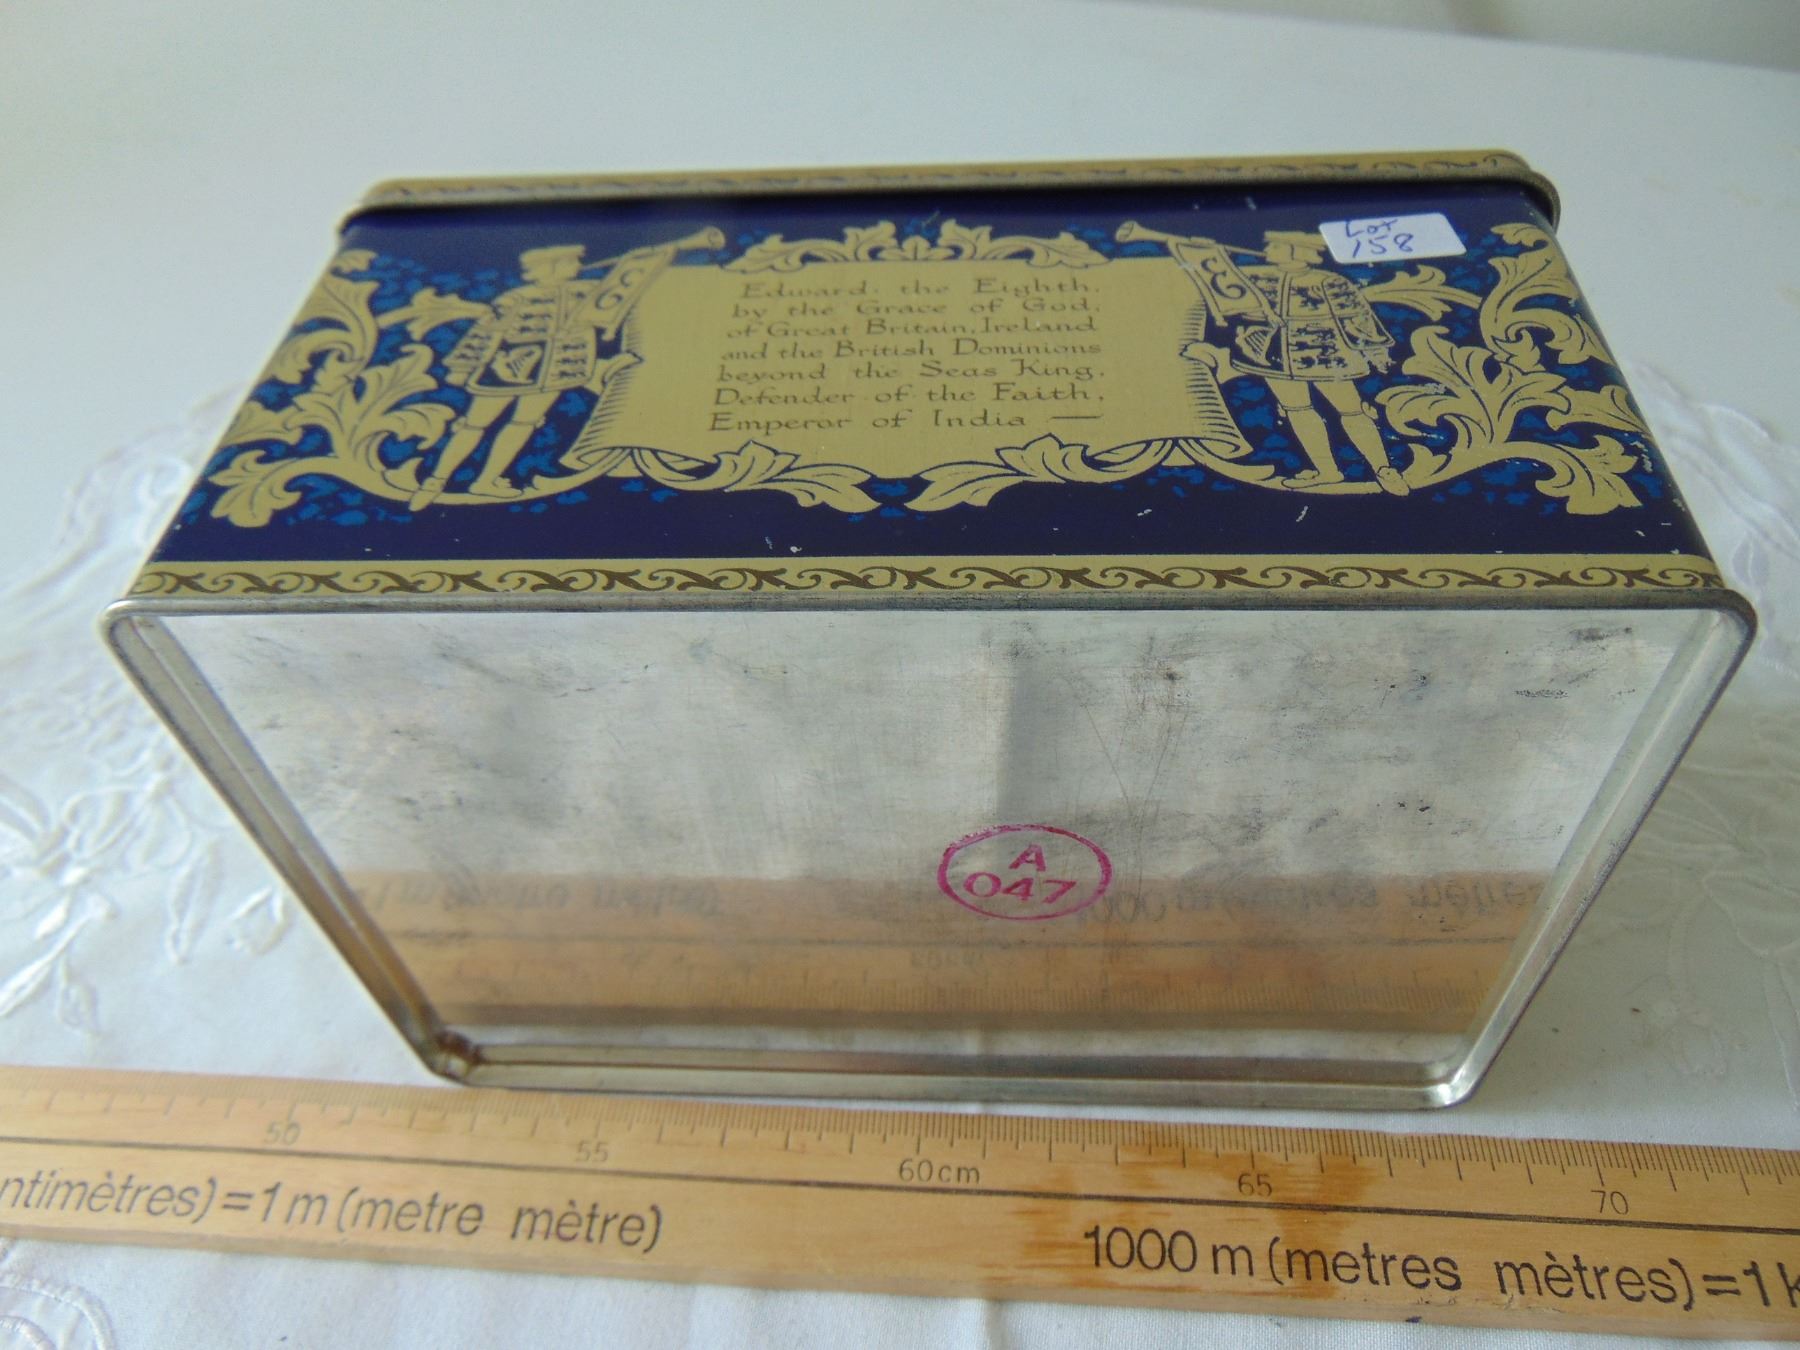 Lot
158
Edward. the Eighth.
by the Grace of God,
of Great Britain, Ireland
and the British Dominions
beyond the Seas King,
Defender of the Faith,
Emperor of India —
A
047
50
55
60cm
65
70
ntimètres) = 1 m (metre mètre)
1000 m (metres mètres) = 1 k